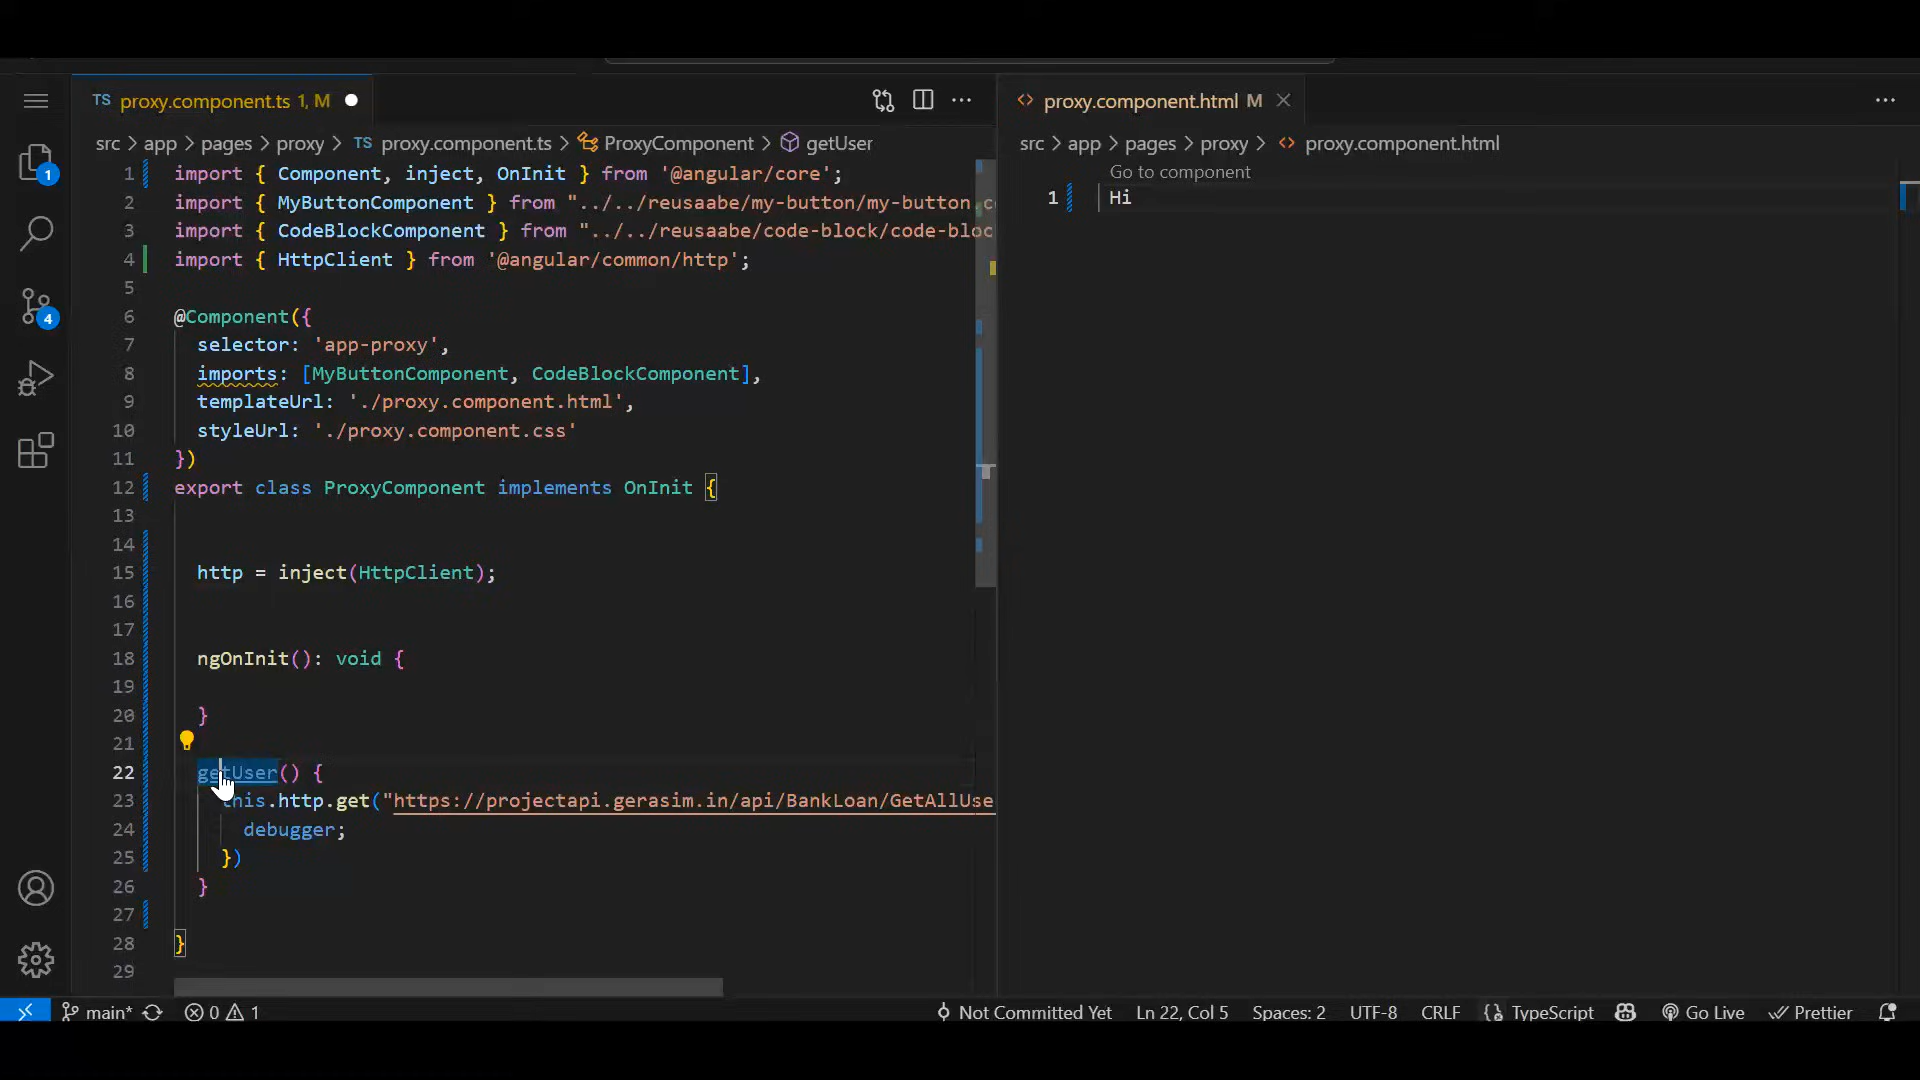 TS proxy.component.ts 1, M
src > app > pages > proxy > TS proxy.component.ts > ProxyComponent > getUser
1 import { Component, inject, OnInit } from '@angular/core';
2 import { MyButtonComponent } from "../../reusaabe/my-button/my-button.c
3 import { CodeBlockComponent } from "../../reusaabe/code-block/code-bloc
4 import { HttpClient } from '@angular/common/http';
5
6 @Component({
7 selector: 'app-proxy',
8 imports: [MyButtonComponent, CodeBlockComponent],
9 templateUrl: './proxy.component.html',
10 styleUrl: './proxy.component.css'
11 })
12 export class ProxyComponent implements OnInit {
13
14
15 http = inject(HttpClient);
16
17
18 ngOnInit(): void {
19
20 }
21
22 getUser() {
23 this.http.get("https://projectapi.gerasim.in/api/BankLoan/GetAllUse
24 debugger;
25 })
26 }
27
28 }
29
proxy.component.html M
src > app > pages > proxy > proxy.component.html
Go to component
1 Hi
1
4
main* 0 1
Not Committed Yet Ln 22, Col 5 Spaces: 2 UTF-8 CRLF {} TypeScript Go Live Prettier